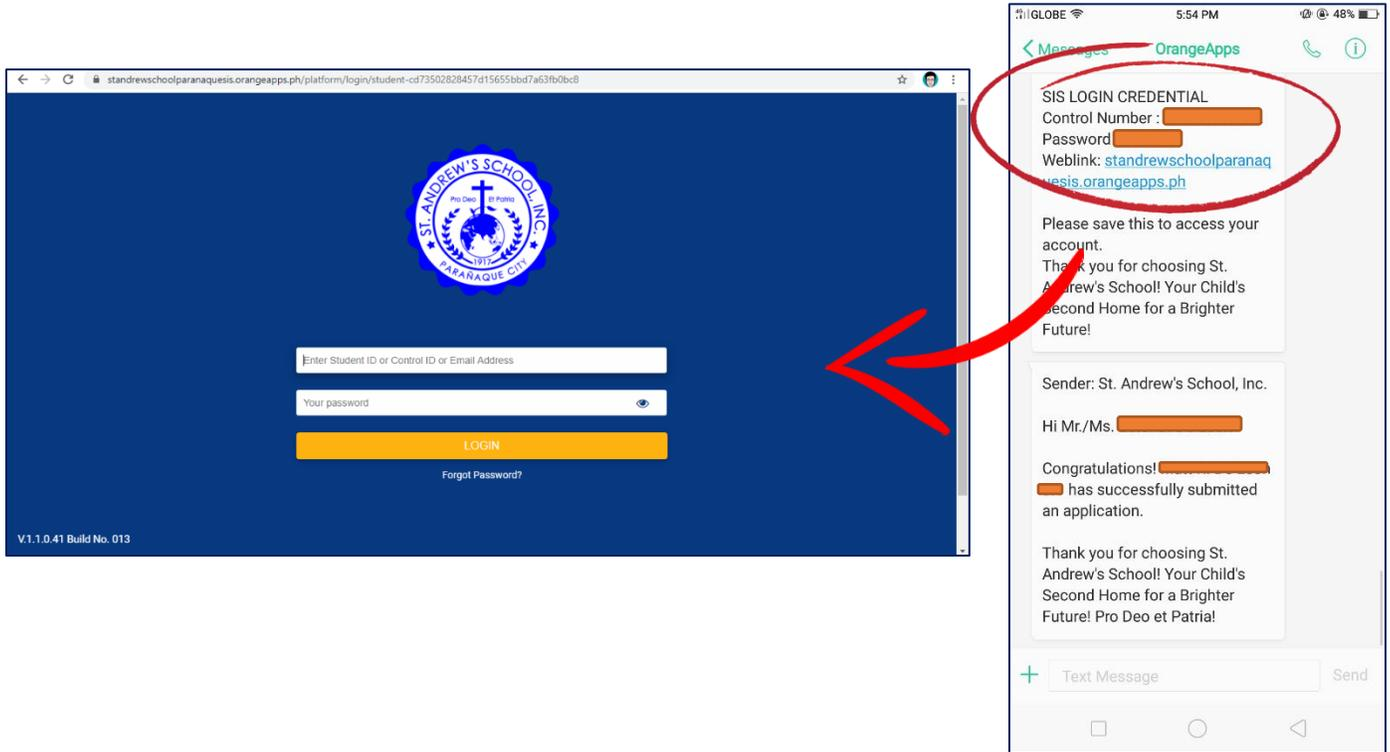 standrewschoolparanaquesis.orangeapps.ph/platform/login/student-cd73502828457d15655bbd7a63fb0bc8
ST. ANDREW'S SCHOOL, INC.
Pro Deo Et Patria
1917
PARAÑAQUE CITY
Enter Student ID or Control ID or Email Address
Your password
LOGIN
Forgot Password?
V.1.1.0.41 Build No. 013
GLOBE 5:54 PM 48%
Messages OrangeApps
SIS LOGIN CREDENTIAL
Control Number :
Password
Weblink: standrewschoolparanaq
uesis.orangeapps.ph
Please save this to access your
account.
Thank you for choosing St.
Andrew's School! Your Child's
Second Home for a Brighter
Future!
Sender: St. Andrew's School, Inc.
Hi Mr./Ms.
Congratulations!
has successfully submitted
an application.
Thank you for choosing St.
Andrew's School! Your Child's
Second Home for a Brighter
Future! Pro Deo et Patria!
Text Message Send